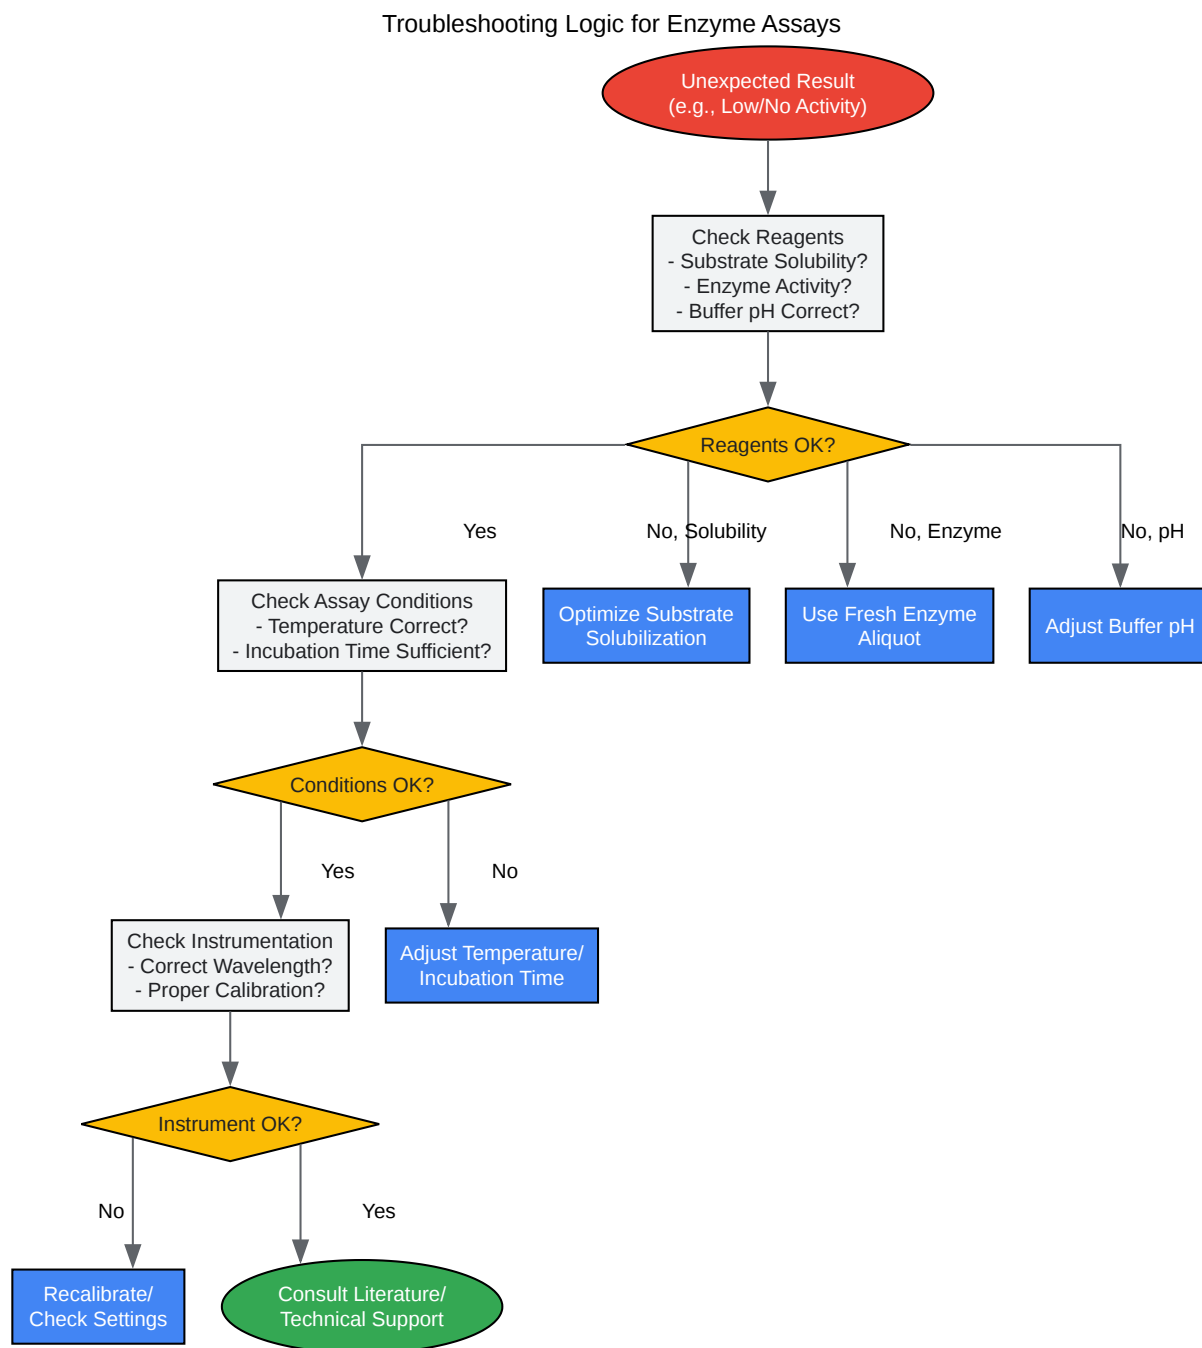 Troubleshooting Logic for Enzyme Assays
Unexpected Result
(e.g., Low/No Activity)
Check Reagents
- Substrate Solubility?
- Enzyme Activity?
- Buffer pH Correct?
Reagents OK?
Yes
No, Solubility
No, Enzyme
No, pH
Check Assay Conditions
- Temperature Correct?
- Incubation Time Sufficient?
Optimize Substrate
Solubilization
Use Fresh Enzyme
Aliquot
Adjust Buffer pH
Conditions OK?
Yes
No
Check Instrumentation
- Correct Wavelength?
- Proper Calibration?
Adjust Temperature/
Incubation Time
Instrument OK?
No
Yes
Recalibrate/
Check Settings
Consult Literature/
Technical Support